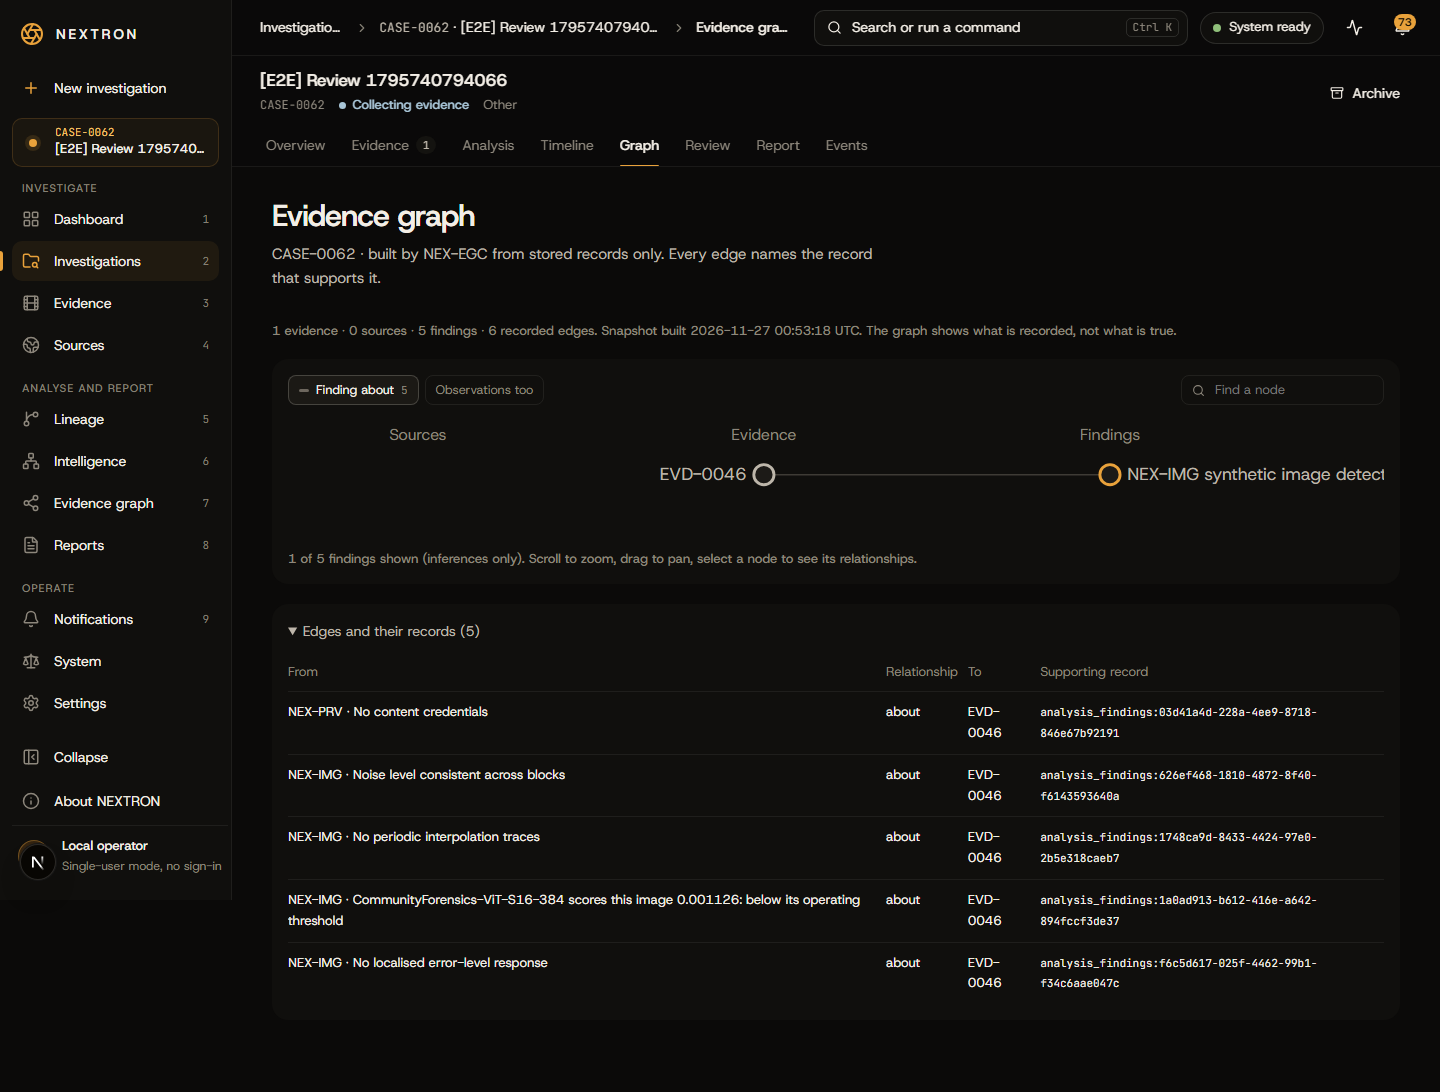 NEXTRON
New investigation
CASE-0062
[E2E] Review 1795740...
INVESTIGATE
Dashboard 1
Investigations 2
Evidence 3
Sources 4
ANALYSE AND REPORT
Lineage 5
Intelligence 6
Evidence graph 7
Reports 8
OPERATE
Notifications 9
System
Settings
Collapse
About NEXTRON
N
Local operator
Single-user mode, no sign-in
Investigatio... > CASE-0062 · [E2E] Review 17957407940... > Evidence gra...
Search or run a command Ctrl K
System ready
73
[E2E] Review 1795740794066
CASE-0062 Collecting evidence Other
Archive
Overview Evidence 1 Analysis Timeline Graph Review Report Events
Evidence graph
CASE-0062 · built by NEX-EGC from stored records only. Every edge names the record
that supports it.
1 evidence · 0 sources · 5 findings · 6 recorded edges. Snapshot built 2026-11-27 00:53:18 UTC. The graph shows what is recorded, not what is true.
Finding about 5 Observations too Find a node
Sources Evidence Findings
EVD-0046 NEX-IMG synthetic image detect
1 of 5 findings shown (inferences only). Scroll to zoom, drag to pan, select a node to see its relationships.
Edges and their records (5)
From Relationship To Supporting record
NEX-PRV · No content credentials about EVD-0046 analysis_findings:03d41a4d-228a-4ee9-8718-846e67b92191
NEX-IMG · Noise level consistent across blocks about EVD-0046 analysis_findings:626ef468-1810-4872-8f40-f6143593640a
NEX-IMG · No periodic interpolation traces about EVD-0046 analysis_findings:1748ca9d-8433-4424-97e0-2b5e318caeb7
NEX-IMG · CommunityForensics-ViT-S16-384 scores this image 0.001126: below its operating threshold about EVD-0046 analysis_findings:1a0ad913-b612-416e-a642-894fccf3de37
NEX-IMG · No localised error-level response about EVD-0046 analysis_findings:f6c5d617-025f-4462-99b1-f34c6aae047c